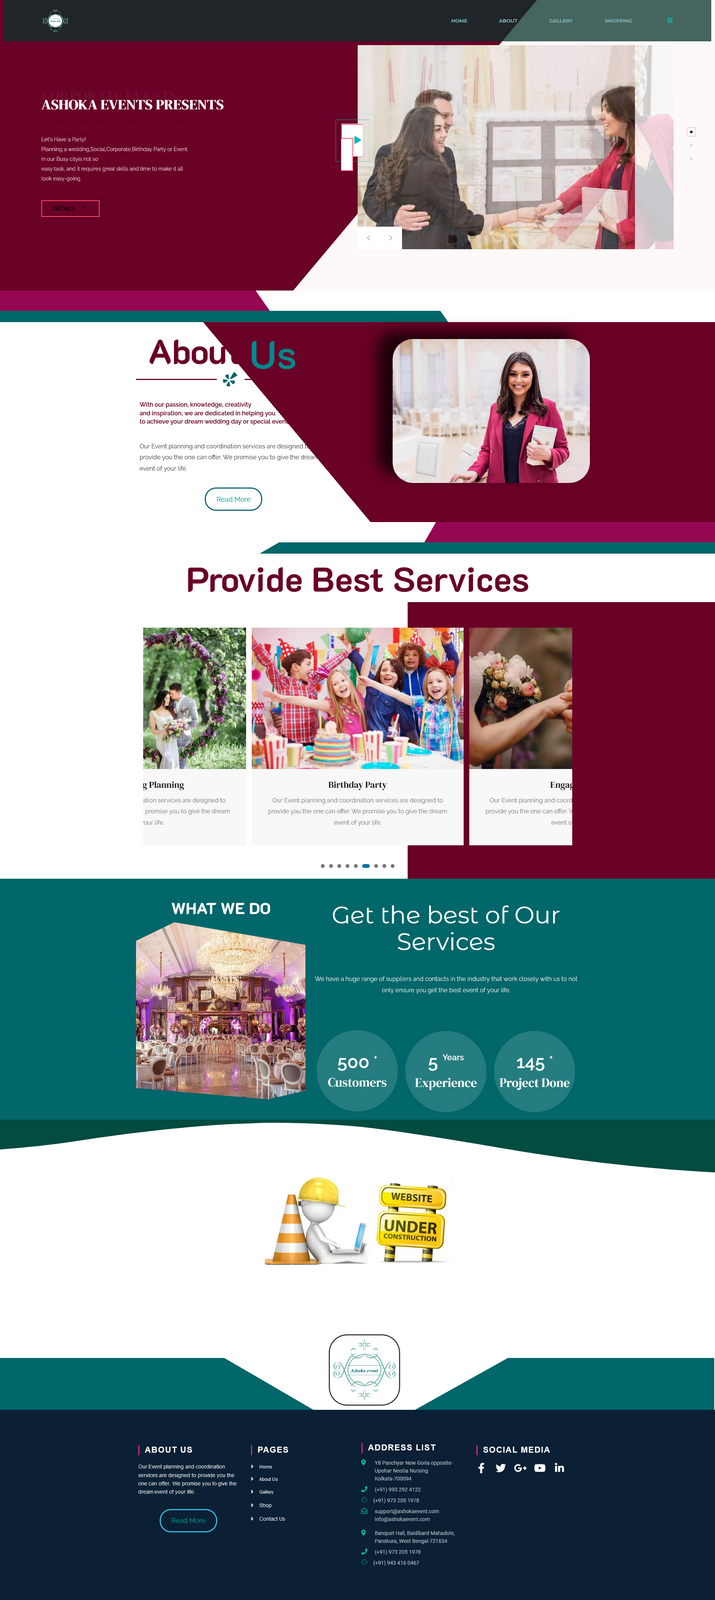 HOME ABOUT GALLERY SHOPPING
CORPORATE EVENTS
ASHOKA EVENTS PRESENTS
Let's Have a Party!
Planning a wedding,Social,Corporate,Birthday Party or Event
in our Busy cityis not so
easy task, and it requires great skills and time to make it all
look easy-going
DETAILS
About Us
With our passion, knowledge, creativity
and inspiration, we are dedicated in helping you
to achieve your dream wedding day or special event
Our Event planning and coordination services are designed to
provide you the one can offer. We promise you to give the dream
event of your life.
Read More
Provide Best Services
g Planning
ation services are designed to
promise you to give the dream
our life.
Birthday Party
Our Event planning and coordination services are designed to
provide you the one can offer. We promise you to give the dream
event of your life.
Engag
Our Event planning and coord
provide you the one can offer. W
event o
WHAT WE DO
Get the best of Our
Services
We have a huge range of suppliers and contacts in the industry that work closely with us to not
only ensure you get the best event of your life.
500 +
Customers
5 Years
Experience
145 +
Project Done
WEBSITE
UNDER
CONSTRUCTION
Ashoka event
ABOUT US
Our Event planning and coordination
services are designed to provide you the
one can offer. We promise you to give the
dream event of your life.
Read More
PAGES
Home
About Us
Gallery
Shop
Contact Us
ADDRESS LIST
Y8 Panchyar New Goria opposite-
Upohar Neotia Nursing
Kolkata-700094
(+91) 993 292 4122
(+91) 973 205 1978
support@ashokaevent.com
info@ashokaevent.com
Banquet Hall, Baidibard Mahadole,
Panskura, West Bengal-721634
(+91) 973 205 1978
(+91) 943 416 0467
SOCIAL MEDIA